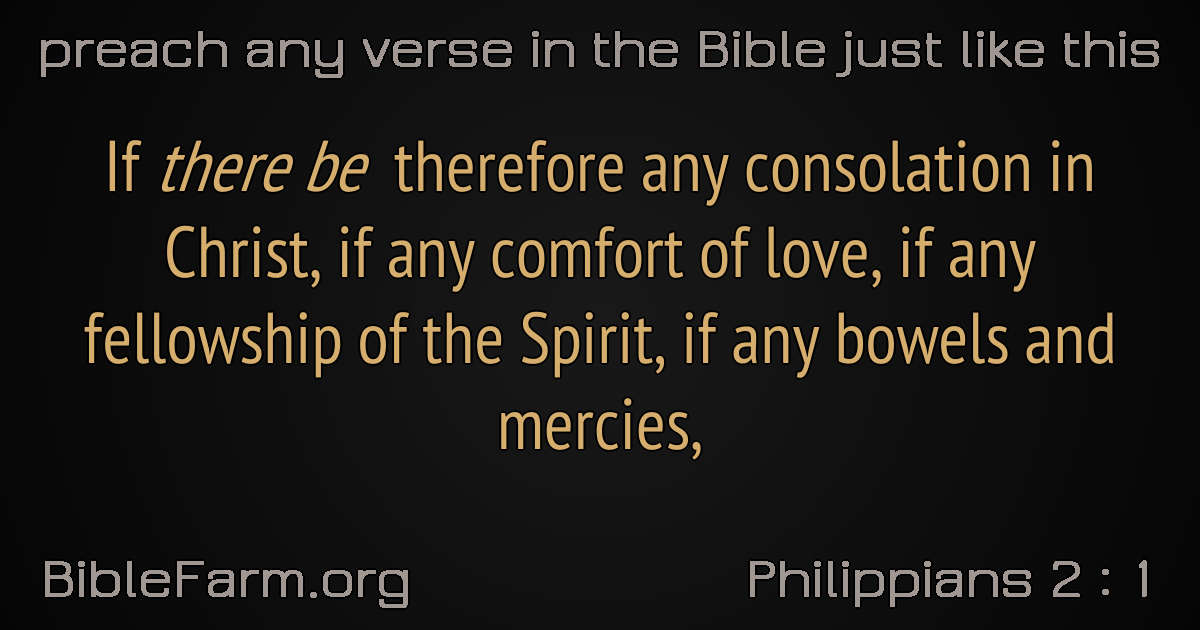 preach any verse in the Bible just like this
If there be therefore any consolation in
Christ, if any comfort of love, if any
fellowship of the Spirit, if any bowels and
mercies,
BibleFarm.org
Philippians 2 : 1